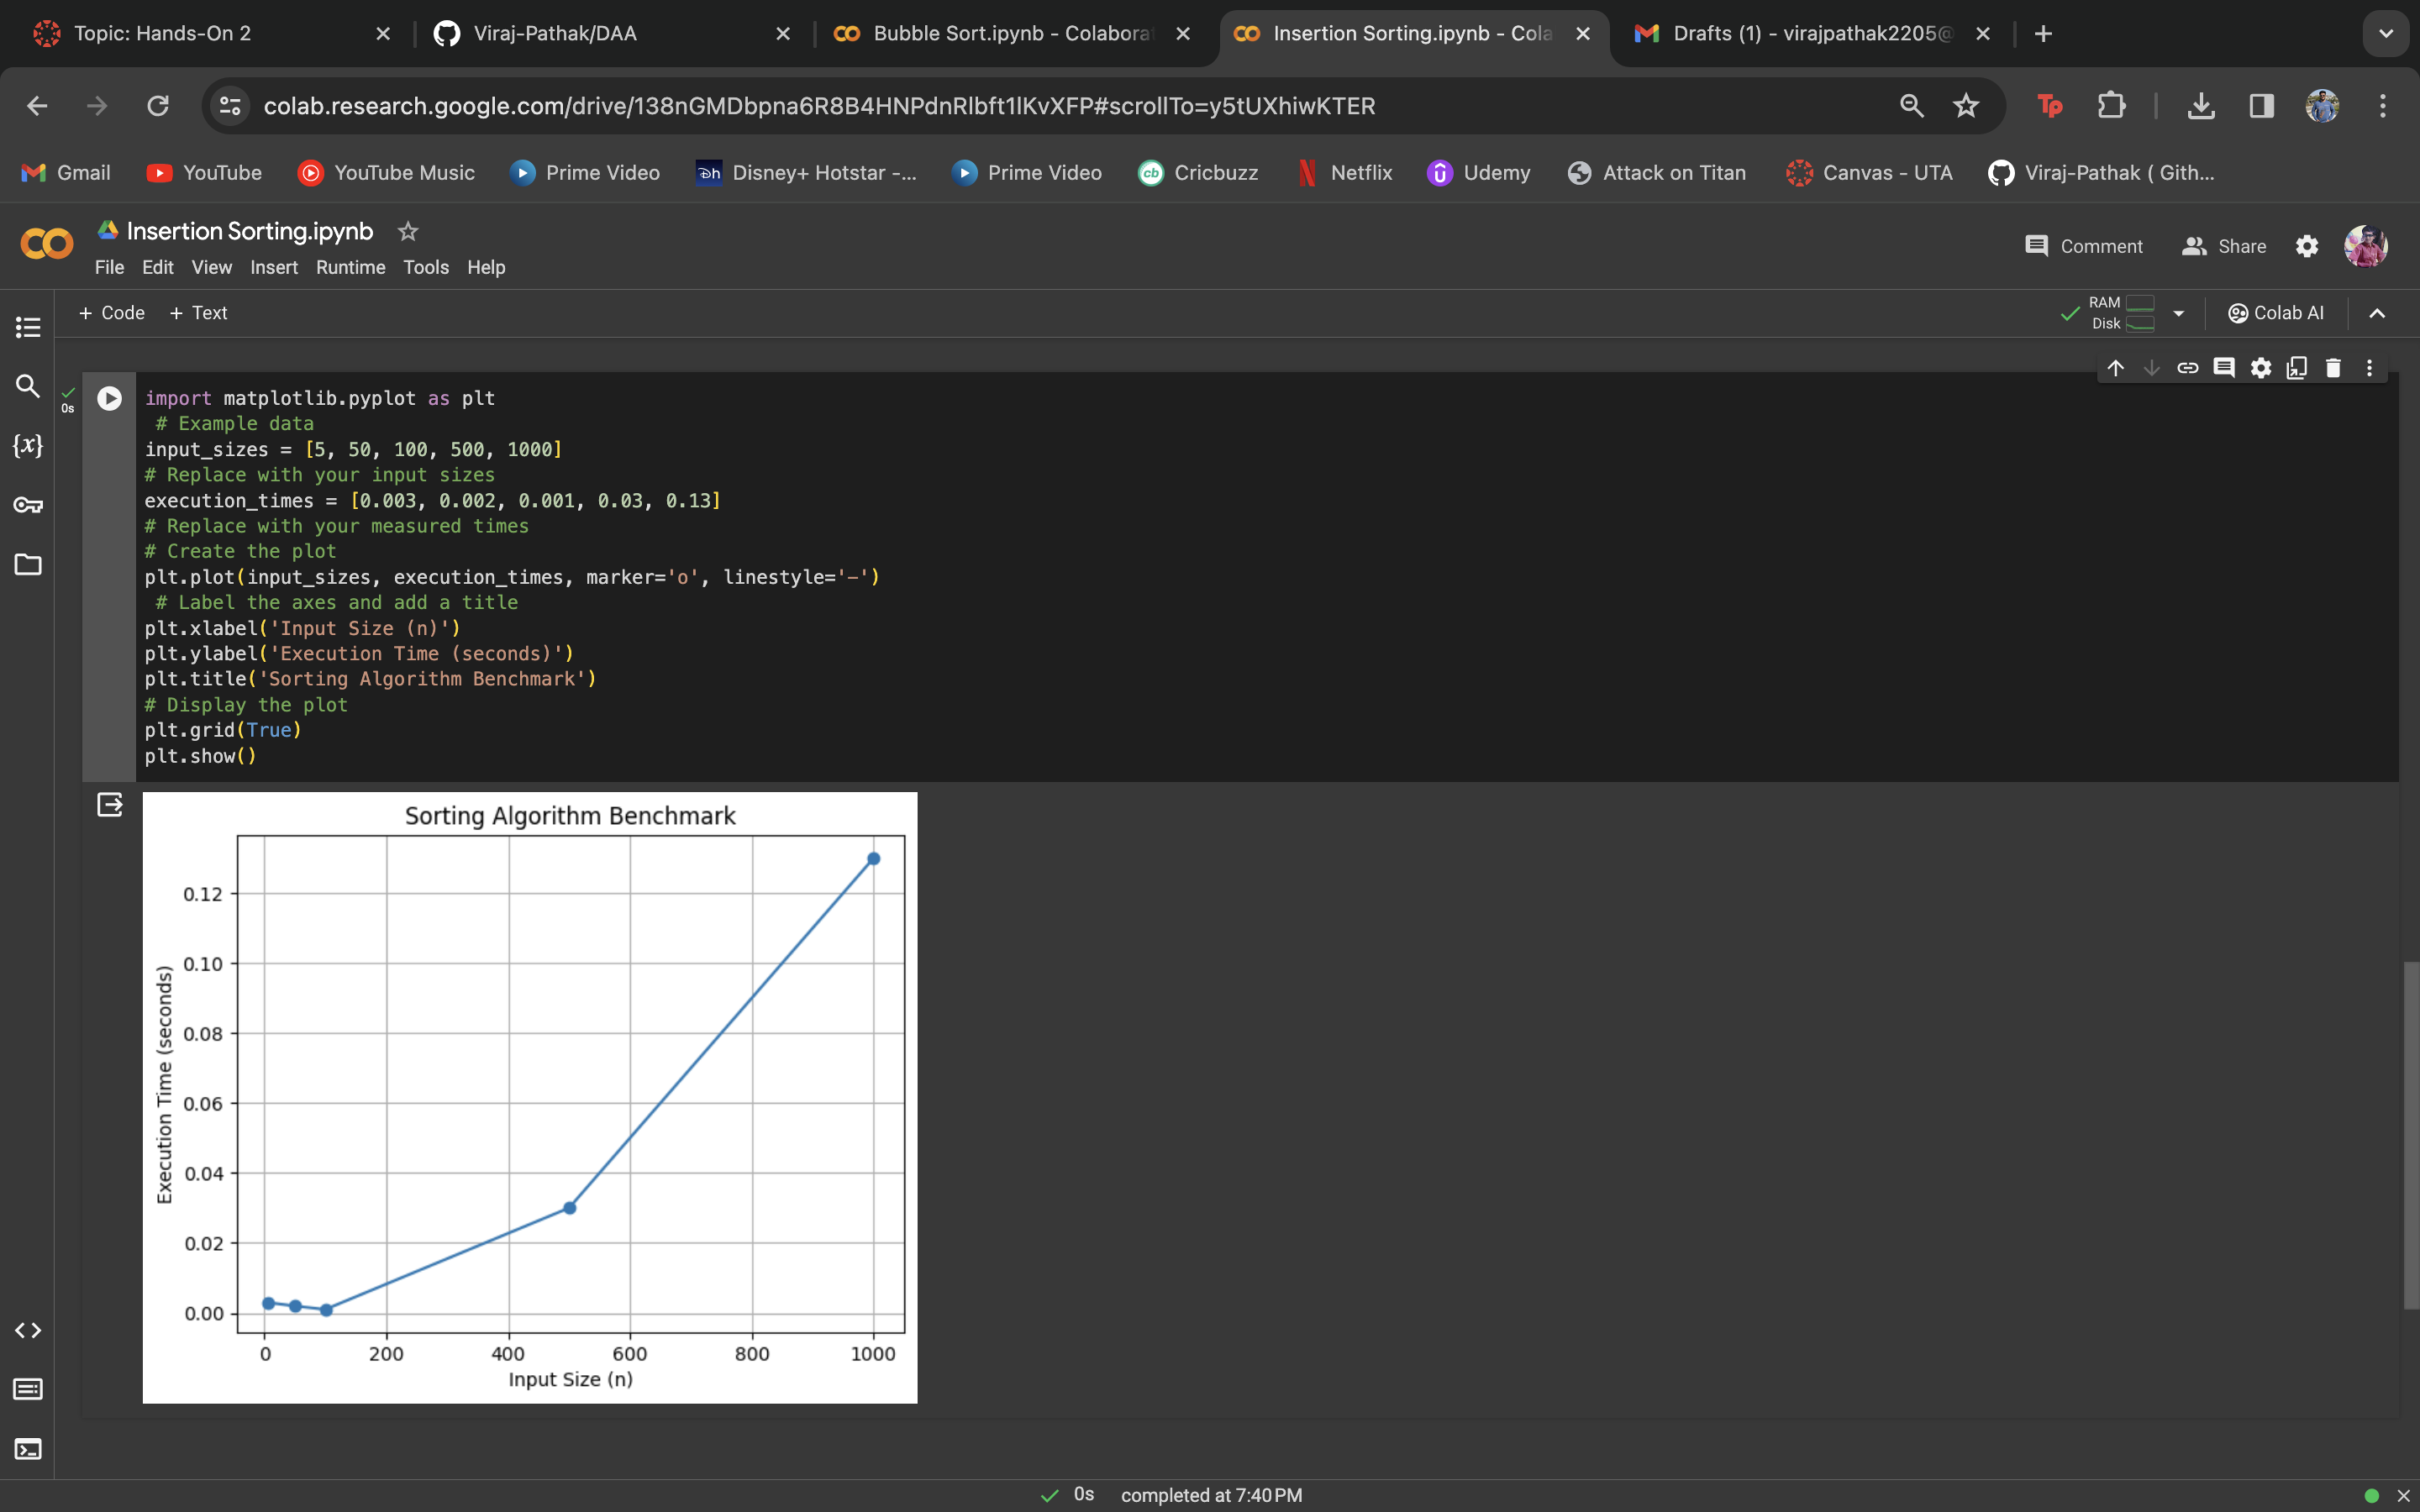 Topic: Hands-On 2
Viraj-Pathak/DAA
Bubble Sort.ipynb - Colabora
Insertion Sorting.ipynb - Cola
Drafts (1) - virajpathak2205@
colab.research.google.com/drive/138nGMDbpna6R8B4HNPdnRlbft1lKvXFP#scrollTo=y5tUXhiwKTER
Tp
Gmail
YouTube
YouTube Music
Prime Video
Disney+ Hotstar -...
Prime Video
Cricbuzz
Netflix
Udemy
Attack on Titan
Canvas - UTA
Viraj-Pathak ( Gith...
Insertion Sorting.ipynb
File Edit View Insert Runtime Tools Help
Comment
Share
+ Code + Text
RAM
Disk
Colab AI
0s
import matplotlib.pyplot as plt
# Example data
input_sizes = [5, 50, 100, 500, 1000]
# Replace with your input sizes
execution_times = [0.003, 0.002, 0.001, 0.03, 0.13]
# Replace with your measured times
# Create the plot
plt.plot(input_sizes, execution_times, marker='o', linestyle='-')
# Label the axes and add a title
plt.xlabel('Input Size (n)')
plt.ylabel('Execution Time (seconds)')
plt.title('Sorting Algorithm Benchmark')
# Display the plot
plt.grid(True)
plt.show()
Sorting Algorithm Benchmark
Execution Time (seconds)
0.12
0.10
0.08
0.06
0.04
0.02
0.00
0 200 400 600 800 1000
Input Size (n)
0s completed at 7:40 PM